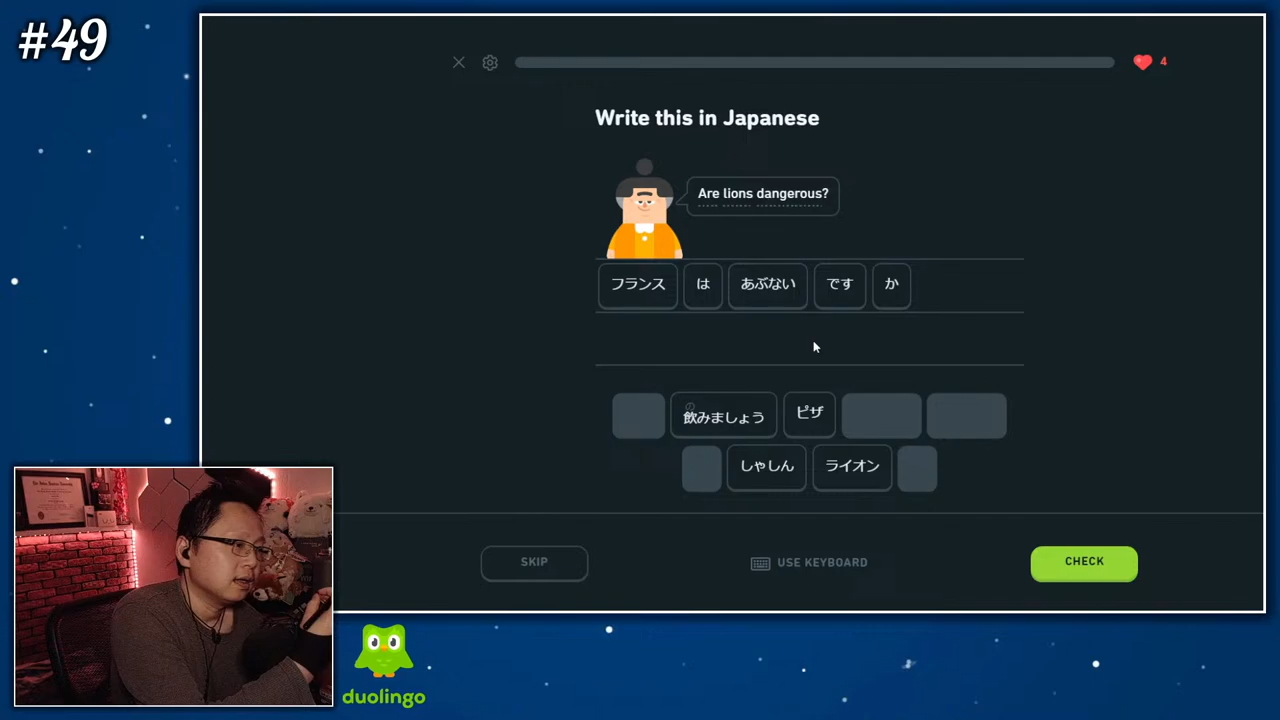 #49
4
Write this in Japanese
Are lions dangerous?
フランス は あぶない です か
飲みましょう ピザ
しゃしん ライオン
SKIP USE KEYBOARD CHECK
duolingo